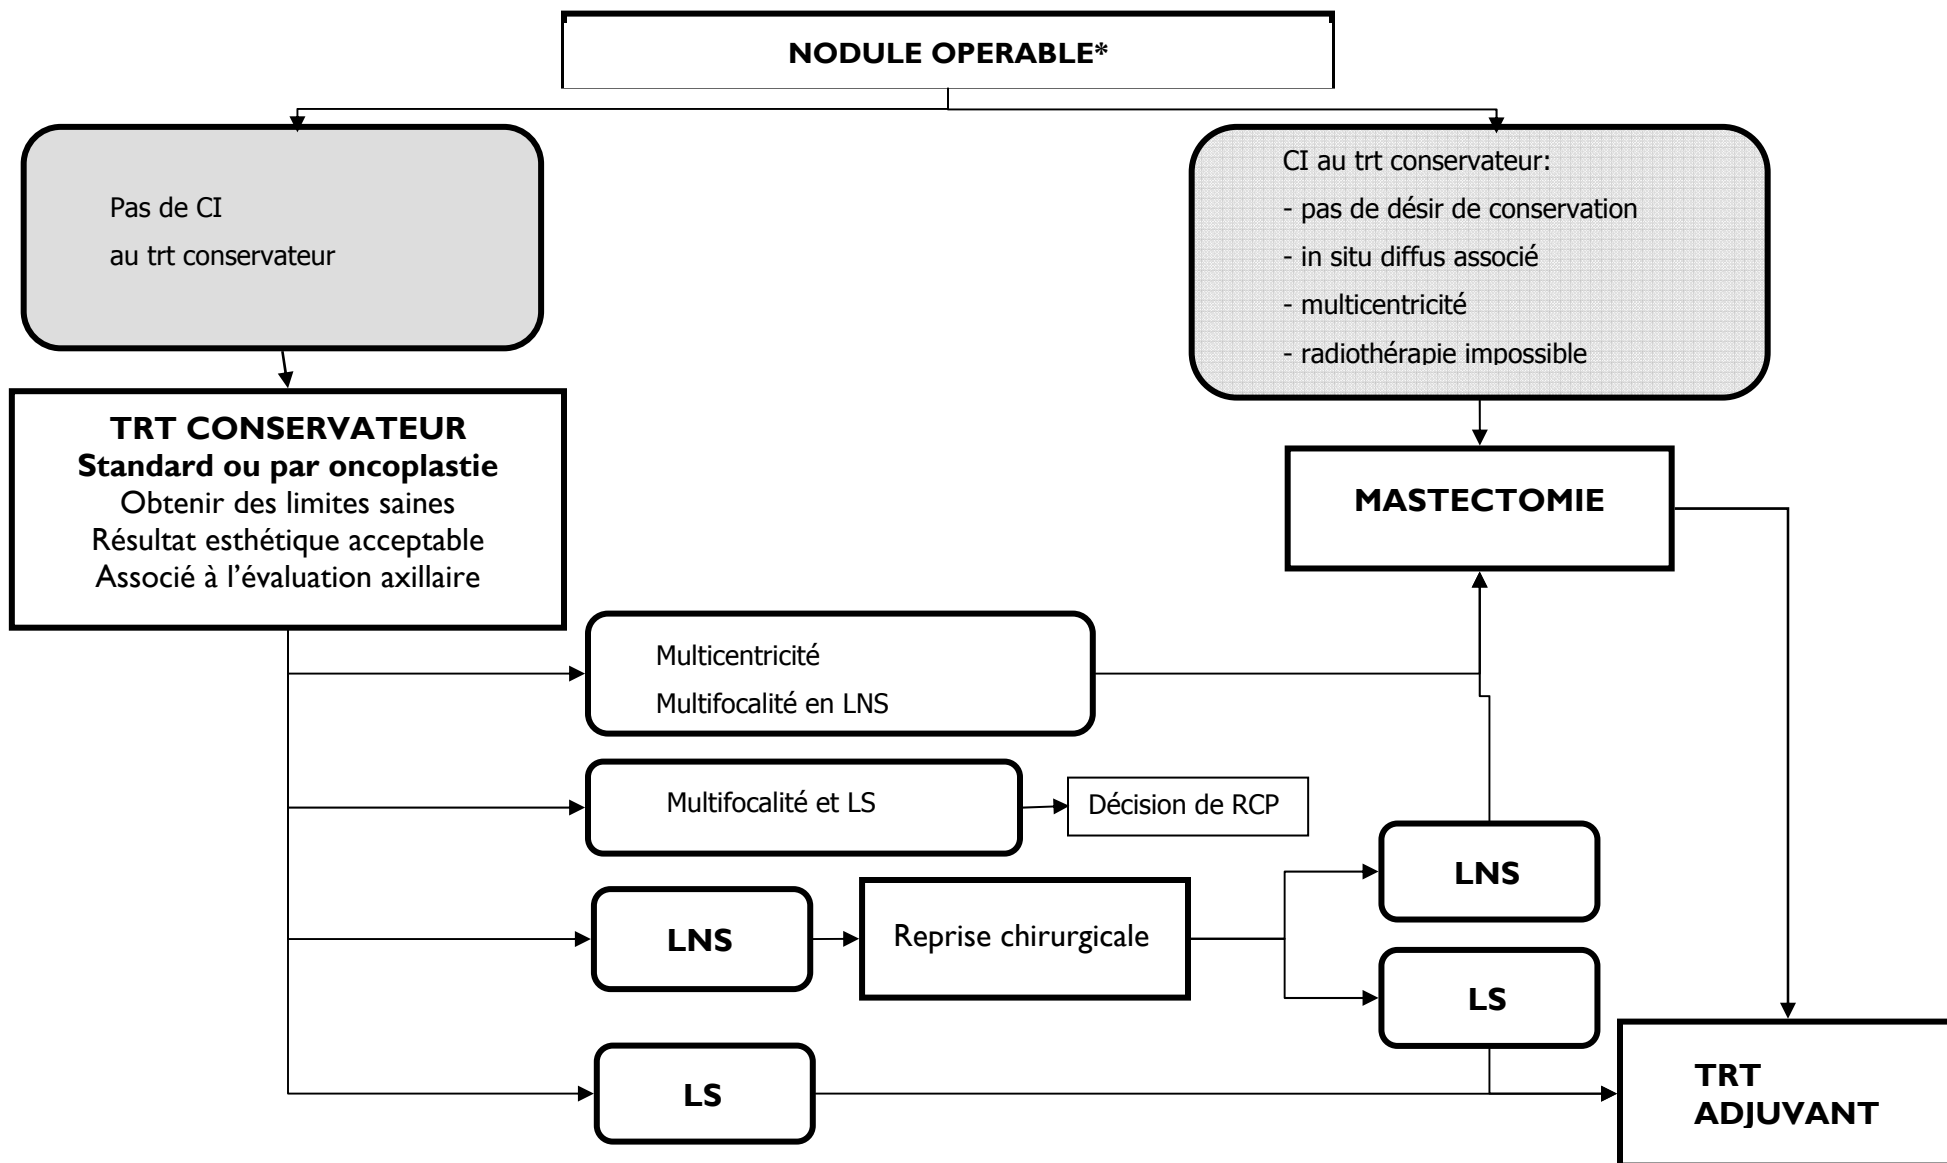 NODULE OPERABLE*
Pas de CI
au trt conservateur
CI au trt conservateur:
- pas de désir de conservation
- in situ diffus associé
- multicentricité
- radiothérapie impossible
TRT CONSERVATEUR
Standard ou par oncoplastie
Obtenir des limites saines
Résultat esthétique acceptable
Associé à l’évaluation axillaire
MASTECTOMIE
Multicentricité
Multifocalité en LNS
Multifocalité et LS
Décision de RCP
LNS
Reprise chirurgicale
LNS
LS
LS
TRT
ADJUVANT